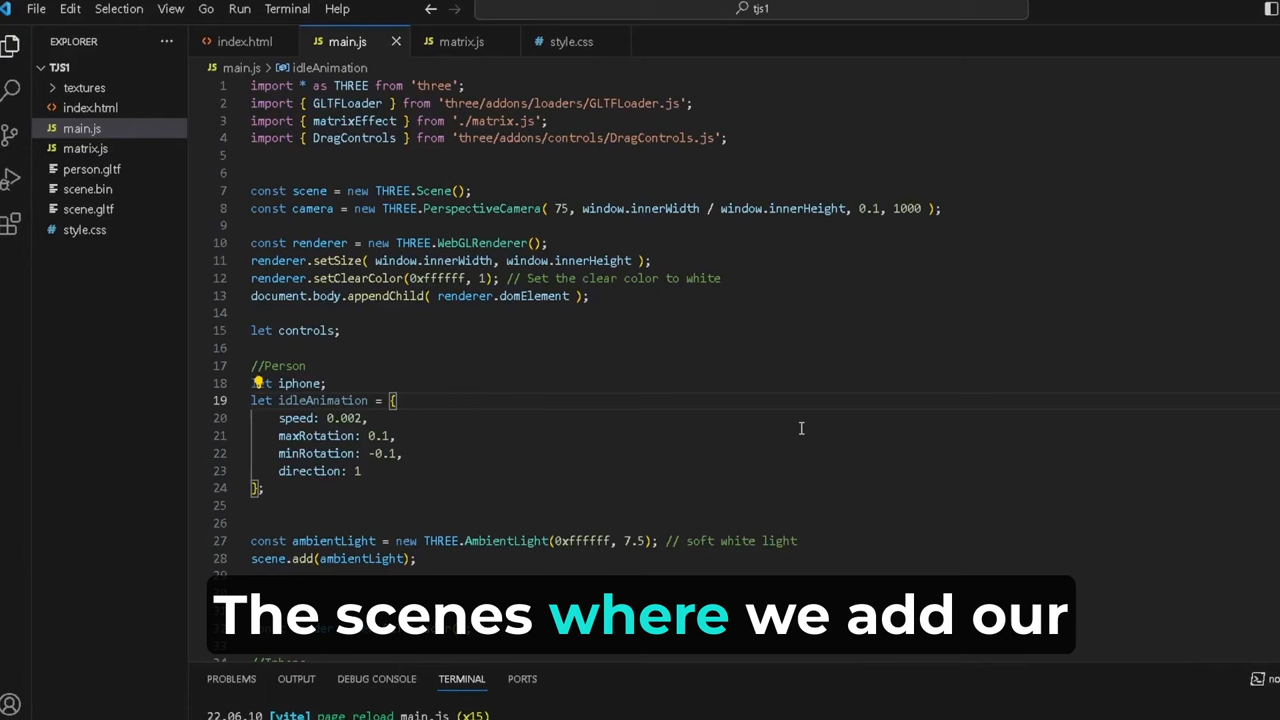 File Edit Selection View Go Run Terminal Help
tjs1
EXPLORER
index.html
main.js
matrix.js
style.css
TJS1
textures
index.html
main.js
matrix.js
person.gltf
scene.bin
scene.gltf
style.css
main.js > idleAnimation
1 import * as THREE from 'three';
2 import { GLTFLoader } from 'three/addons/loaders/GLTFLoader.js';
3 import { matrixEffect } from './matrix.js';
4 import { DragControls } from 'three/addons/controls/DragControls.js';
5
6
7 const scene = new THREE.Scene();
8 const camera = new THREE.PerspectiveCamera( 75, window.innerWidth / window.innerHeight, 0.1, 1000 );
9
10 const renderer = new THREE.WebGLRenderer();
11 renderer.setSize( window.innerWidth, window.innerHeight );
12 renderer.setClearColor(0xffffff, 1); // Set the clear color to white
13 document.body.appendChild( renderer.domElement );
14
15 let controls;
16
17 //Person
18 let iphone;
19 let idleAnimation = {
20 speed: 0.002,
21 maxRotation: 0.1,
22 minRotation: -0.1,
23 direction: 1
24 };
25
26
27 const ambientLight = new THREE.AmbientLight(0xffffff, 7.5); // soft white light
28 scene.add(ambientLight);
The scenes where we add our
PROBLEMS OUTPUT DEBUG CONSOLE TERMINAL PORTS
22.06.10 [vite] page reload main.js (x15)